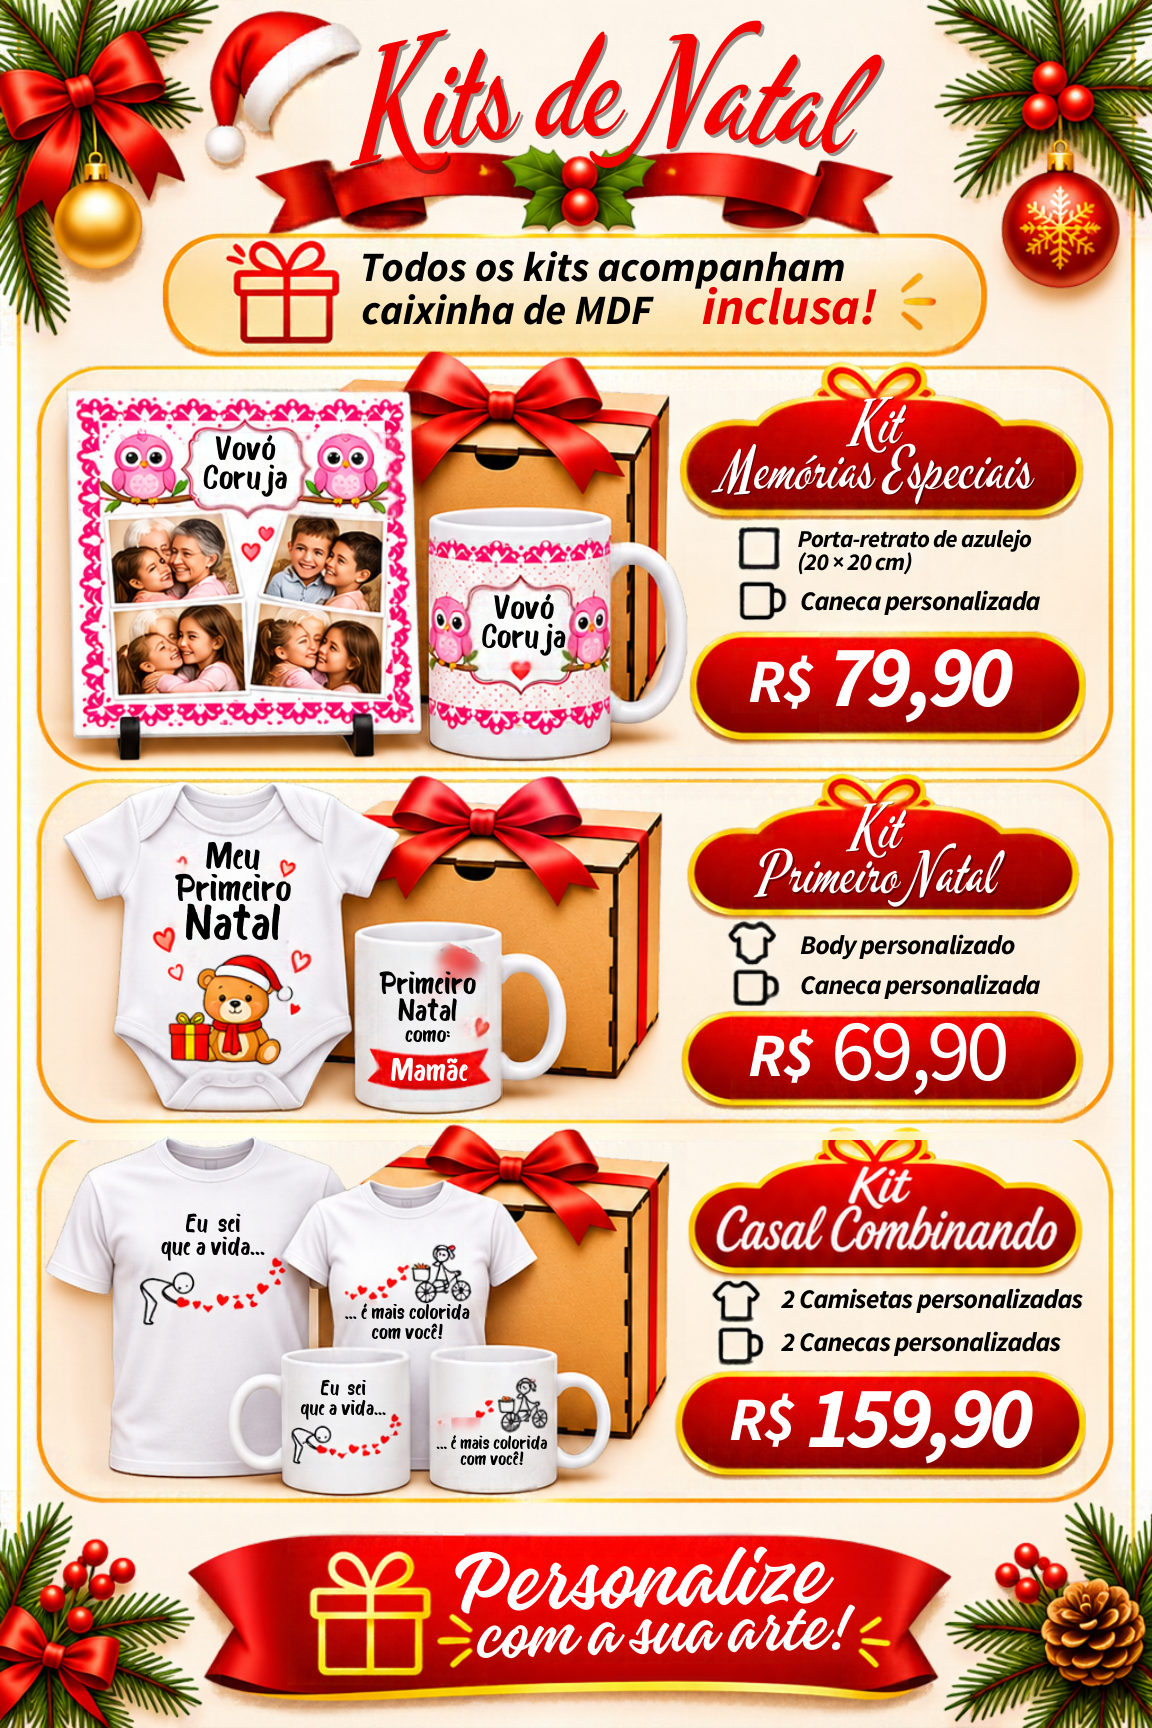 Kits de Natal
Todos os kits acompanham
caixinha de MDF inclusa!
Vovó
Coruja
Vovó
Coruja
Kit
Memórias Especiais
Porta-retrato de azulejo
(20 × 20 cm)
Caneca personalizada
R$ 79,90
Meu
Primeiro
Natal
Primeiro
Natal
como:
Mamãe
Kit
Primeiro Natal
Body personalizado
Caneca personalizada
R$ 69,90
Eu sei
que a vida...
... é mais colorida
com você!
Eu sei
que a vida...
... é mais colorida
com você!
Kit
Casal Combinando
2 Camisetas personalizadas
2 Canecas personalizadas
R$ 159,90
Personalize
com a sua arte!